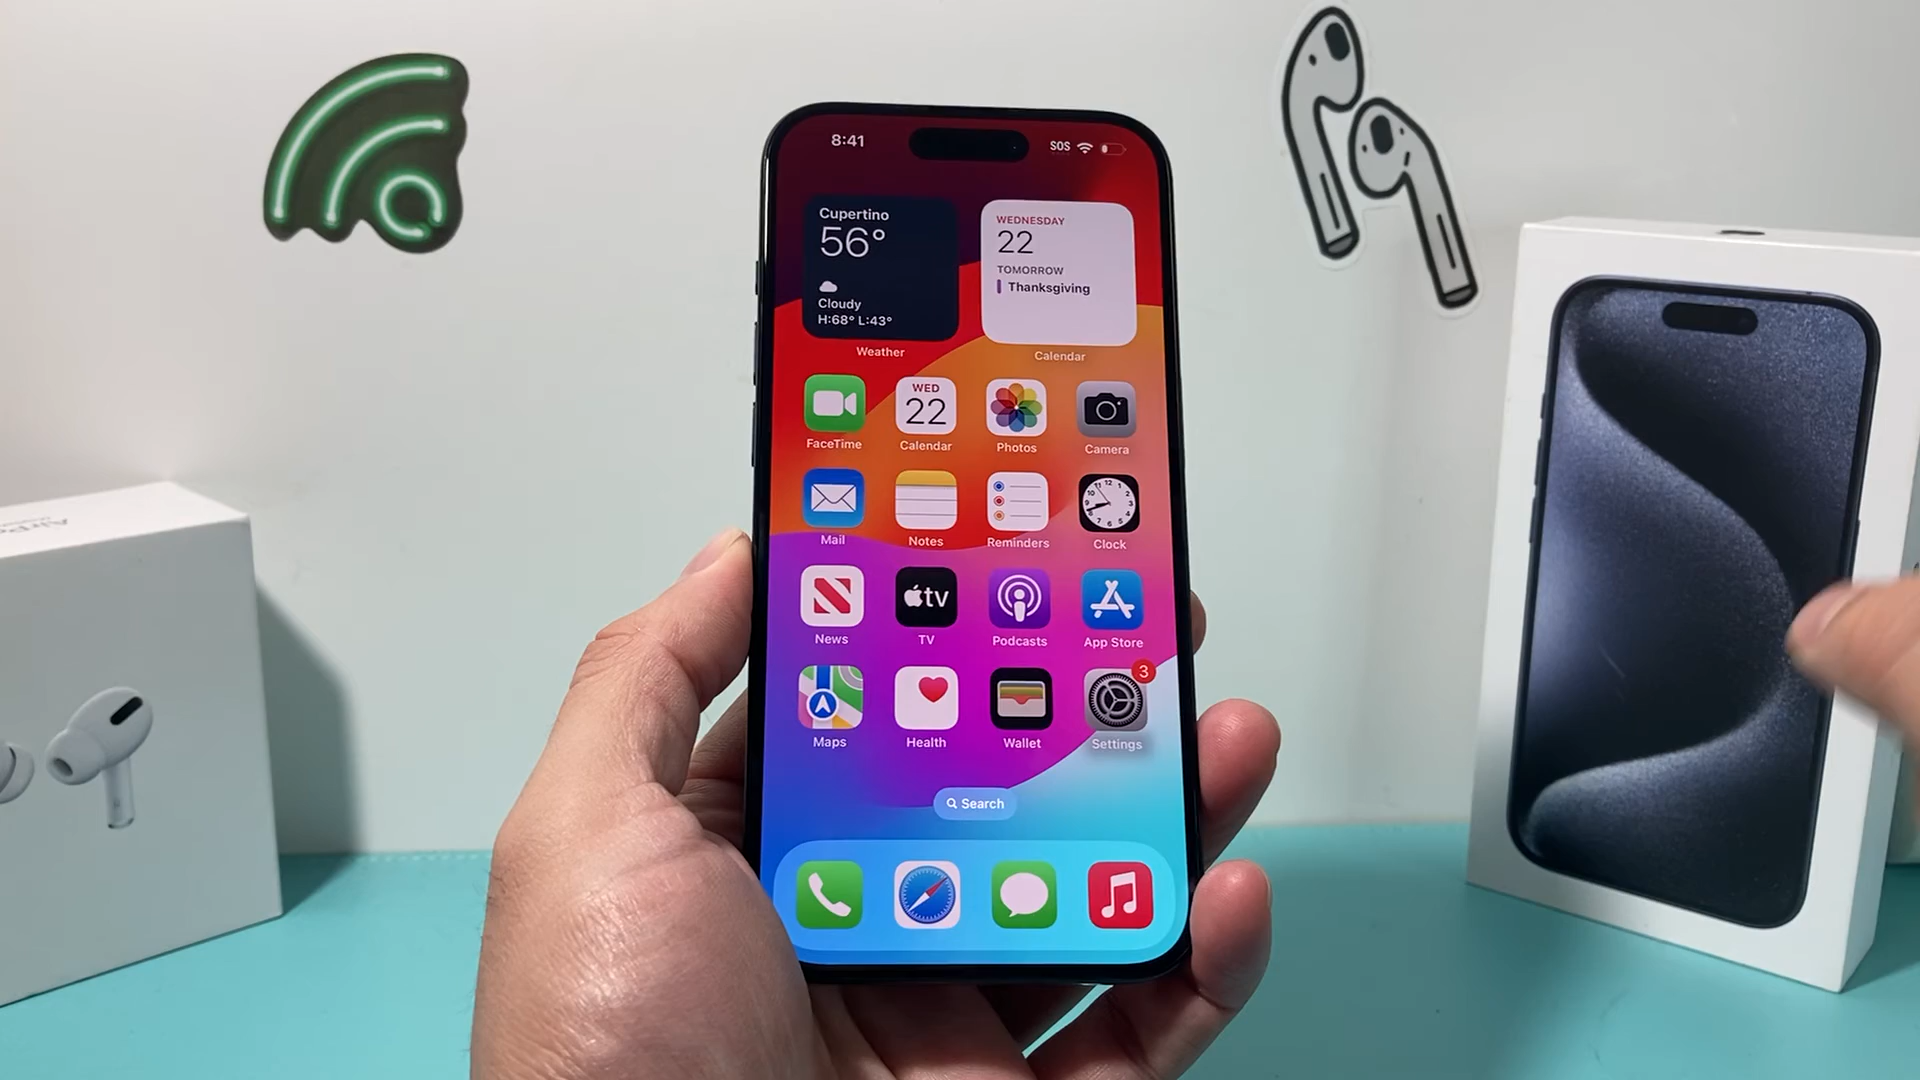 8:41
SOS
Cupertino
56°
Cloudy
H:68° L:43°
Weather
WEDNESDAY
22
TOMORROW
Thanksgiving
Calendar
WED
22
FaceTime
Calendar
Photos
Camera
Mail
Notes
Reminders
Clock
tv
News
TV
Podcasts
App Store
3
Maps
Health
Wallet
Settings
Search